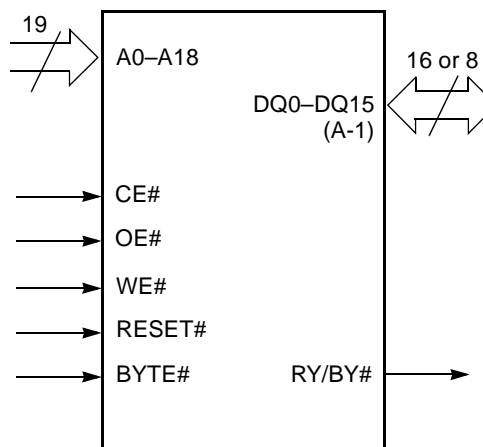 19
A0–A18
16 or 8
DQ0–DQ15
(A-1)
CE#
OE#
WE#
RESET#
BYTE#
RY/BY#